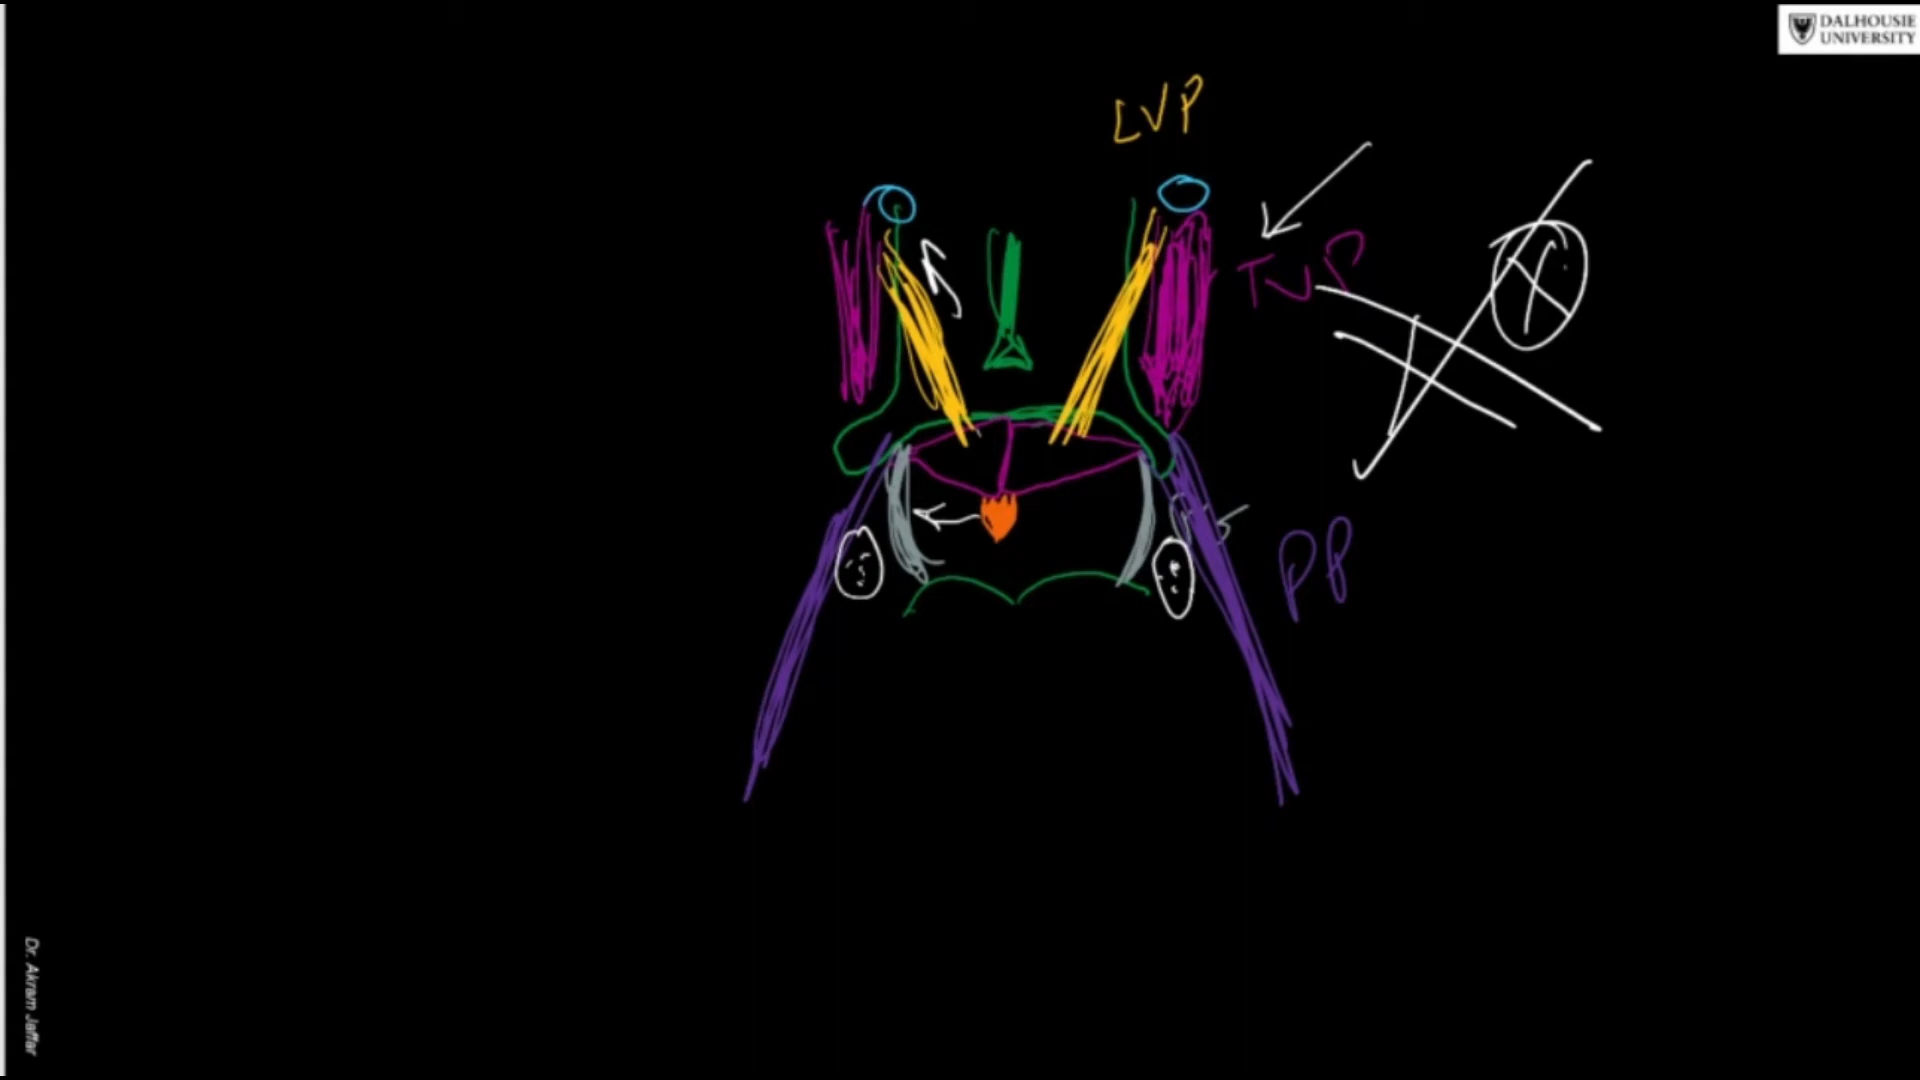 DALHOUSIE
UNIVERSITY
LVP
TVP
X
PP
Dr. Akram Jaffar